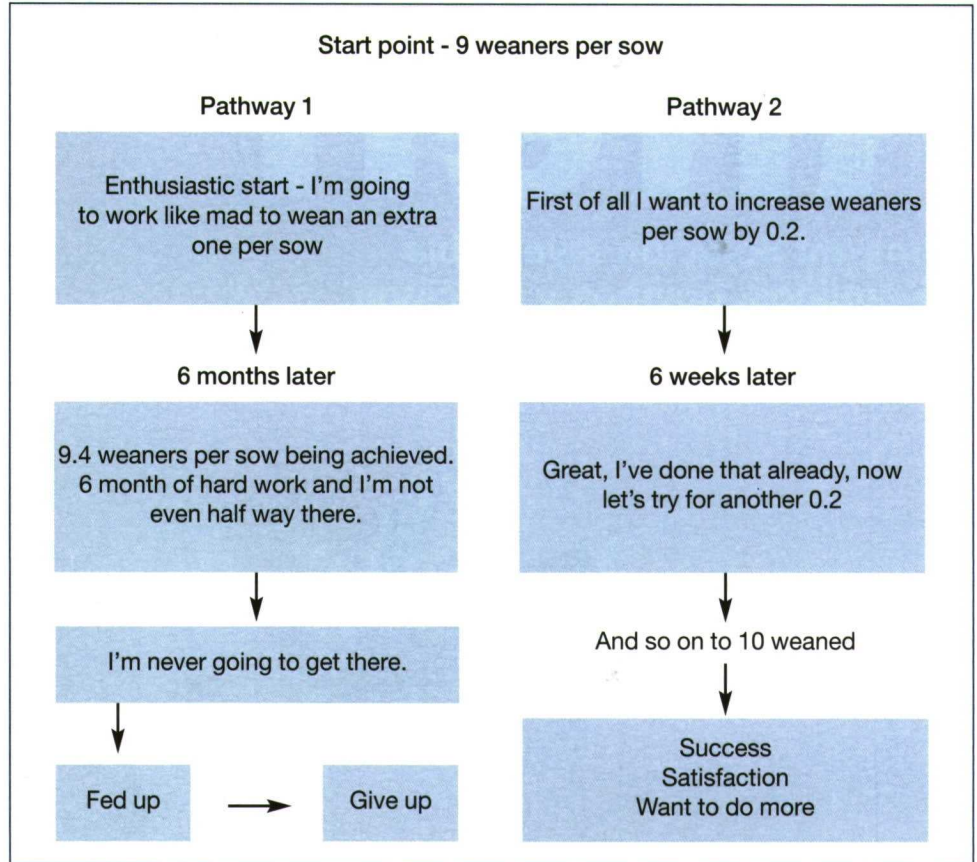 Start point - 9 weaners per sow
Pathway 1
Enthusiastic start - I'm going
to work like mad to wean an extra
one per sow
6 months later
9.4 weaners per sow being achieved.
6 month of hard work and I'm not
even half way there.
I'm never going to get there.
Fed up
Give up
Pathway 2
First of all I want to increase weaners
per sow by 0.2.
6 weeks later
Great, I've done that already, now
let's try for another 0.2
And so on to 10 weaned
Success
Satisfaction
Want to do more